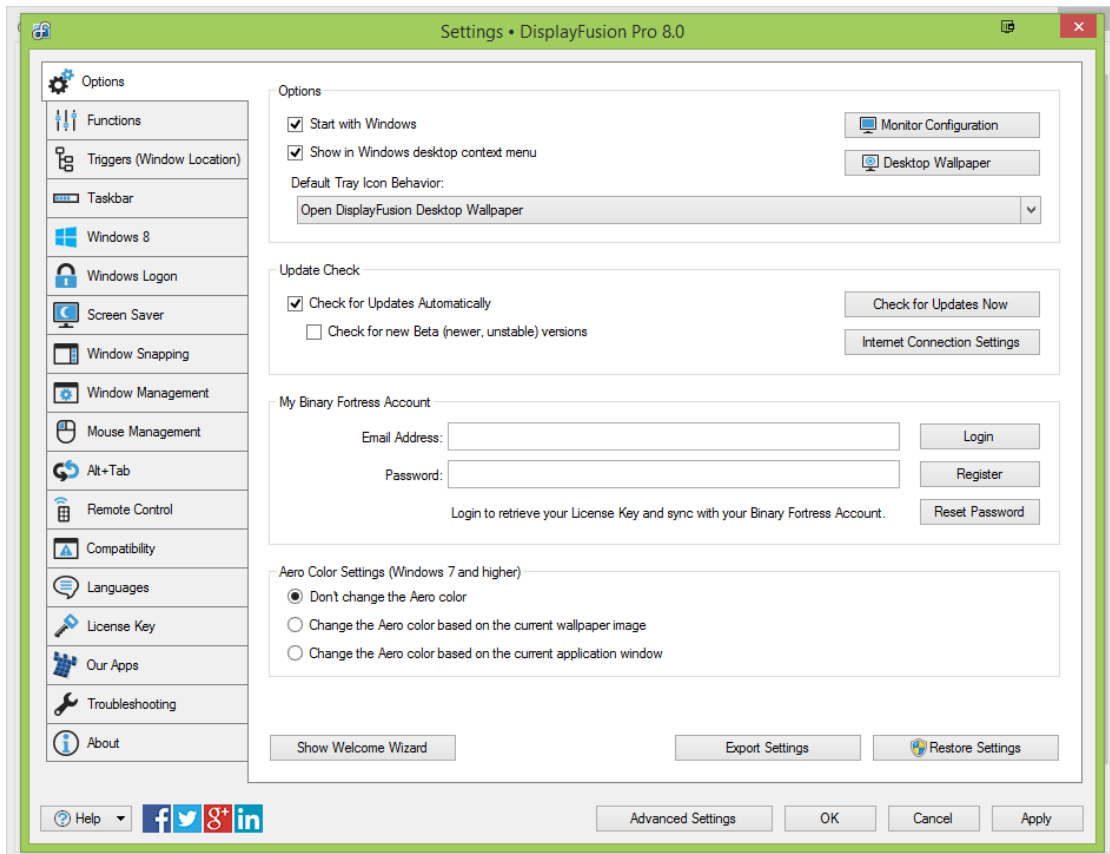 Settings • DisplayFusion Pro 8.0
Options
Functions
Triggers (Window Location)
Taskbar
Windows 8
Windows Logon
Screen Saver
Window Snapping
Window Management
Mouse Management
Alt+Tab
Remote Control
Compatibility
Languages
License Key
Our Apps
Troubleshooting
About
Options
Start with Windows
Monitor Configuration
Show in Windows desktop context menu
Desktop Wallpaper
Default Tray Icon Behavior:
Open DisplayFusion Desktop Wallpaper
Update Check
Check for Updates Automatically
Check for Updates Now
Check for new Beta (newer, unstable) versions
Internet Connection Settings
My Binary Fortress Account
Email Address:
Login
Password:
Register
Login to retrieve your License Key and sync with your Binary Fortress Account.
Reset Password
Aero Color Settings (Windows 7 and higher)
Don't change the Aero color
Change the Aero color based on the current wallpaper image
Change the Aero color based on the current application window
Show Welcome Wizard
Export Settings
Restore Settings
Help
f
g+
in
Advanced Settings
OK
Cancel
Apply